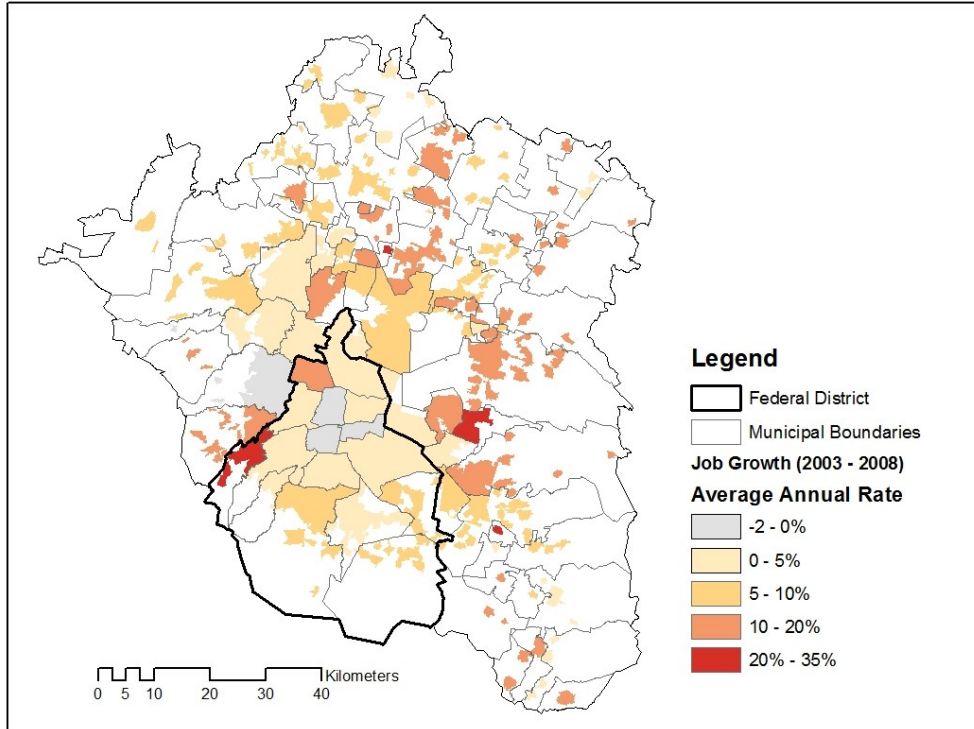 Legend
Federal District
Municipal Boundaries
Job Growth (2003 - 2008)
Average Annual Rate
-2 - 0%
0 - 5%
5 - 10%
10 - 20%
20% - 35%
Kilometers
0 5 10 20 30 40